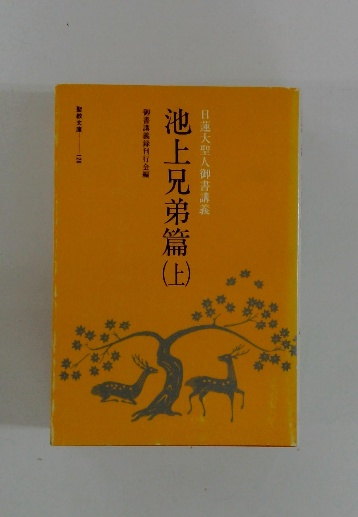 日蓮大聖人御書講義
池上兄弟篇(上)
御書講義録刊行会編
聖教文庫